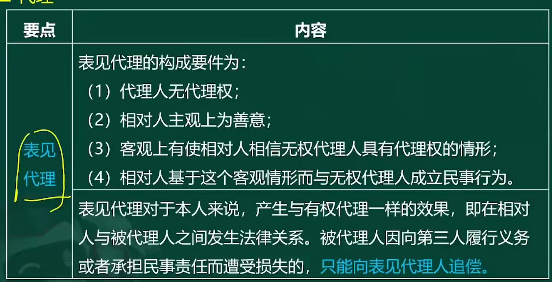 代理
要点
内容
表见代理的构成要件为：
（1）代理人无代理权；
（2）相对人主观上为善意；
（3）客观上有使相对人相信无权代理人具有代理权的情形；
（4）相对人基于这个客观情形而与无权代理人成立民事行为。
表见
代理
表见代理对于本人来说，产生与有权代理一样的效果，即在相对
人与被代理人之间发生法律关系。被代理人因向第三人履行义务
或者承担民事责任而遭受损失的，只能向表见代理人追偿。